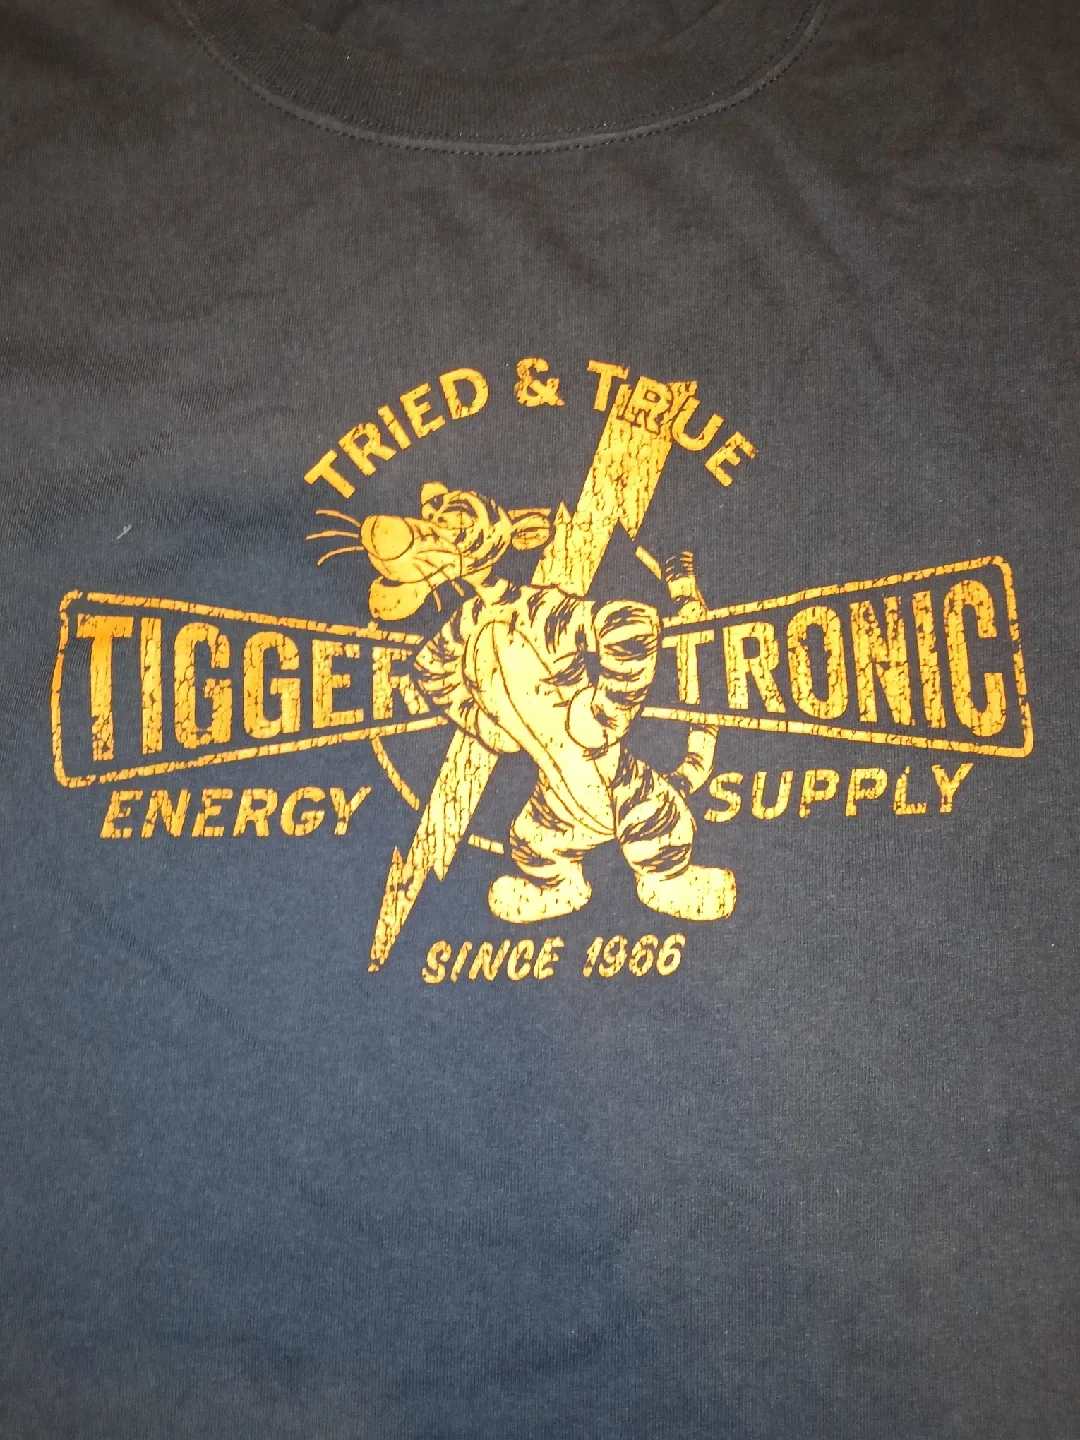 TRIED & TRUE
TIGGER TRONIC
ENERGY SUPPLY
SINCE 1966